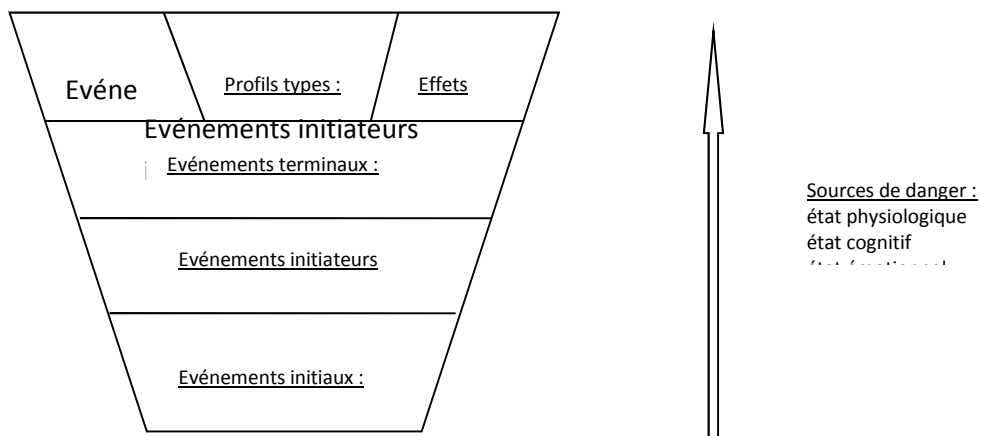 Evéne
Profils types :
Effets
Evénements initiateurs
Evénements terminaux :
Evénements initiateurs
Evénements initiaux :
Sources de danger :
état physiologique
état cognitif